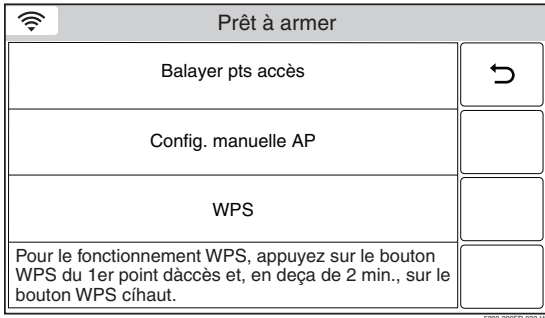 Prêt à armer
Balayer pts accès
Config. manuelle AP
WPS
Pour le fonctionnement WPS, appuyez sur le bouton
WPS du 1er point dàccès et, en deça de 2 min., sur le
bouton WPS cíhaut.